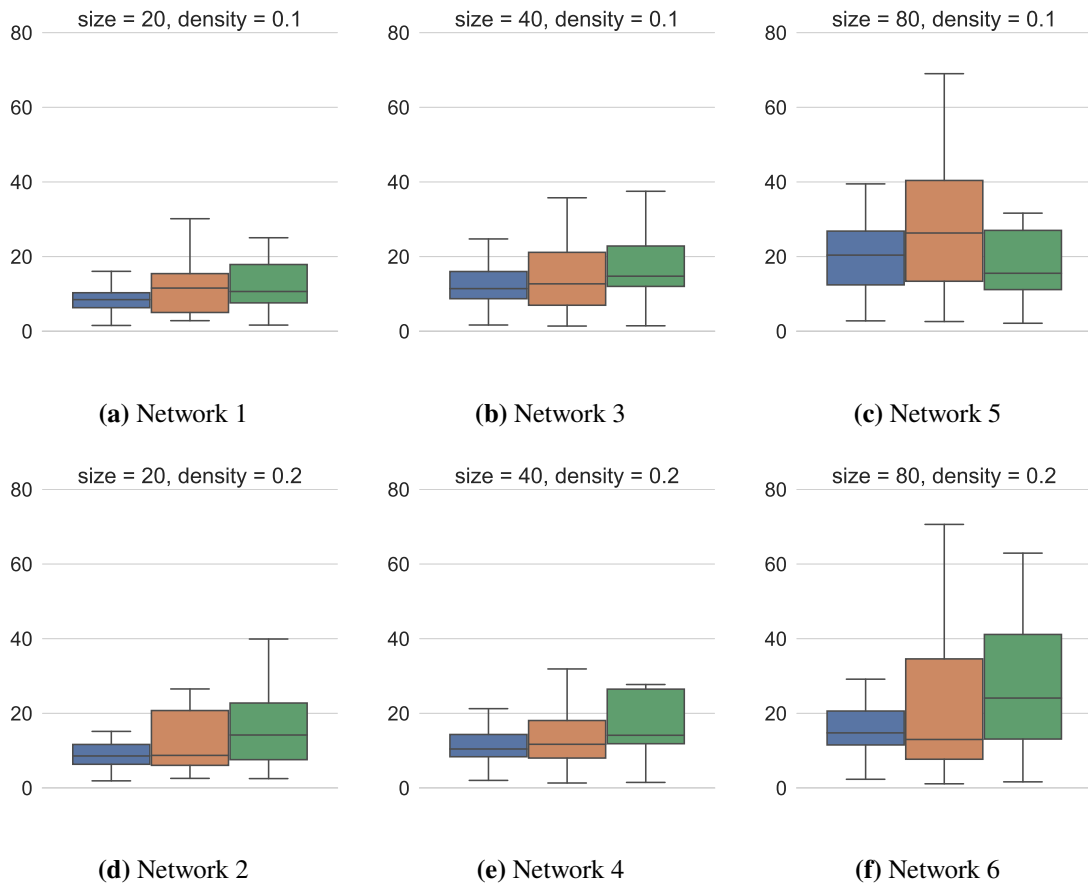 size = 20, density = 0.1
80
60
40
20
0
(a) Network 1
size = 40, density = 0.1
80
60
40
20
0
(b) Network 3
size = 80, density = 0.1
80
60
40
20
0
(c) Network 5
size = 20, density = 0.2
80
60
40
20
0
(d) Network 2
size = 40, density = 0.2
80
60
40
20
0
(e) Network 4
size = 80, density = 0.2
80
60
40
20
0
(f) Network 6